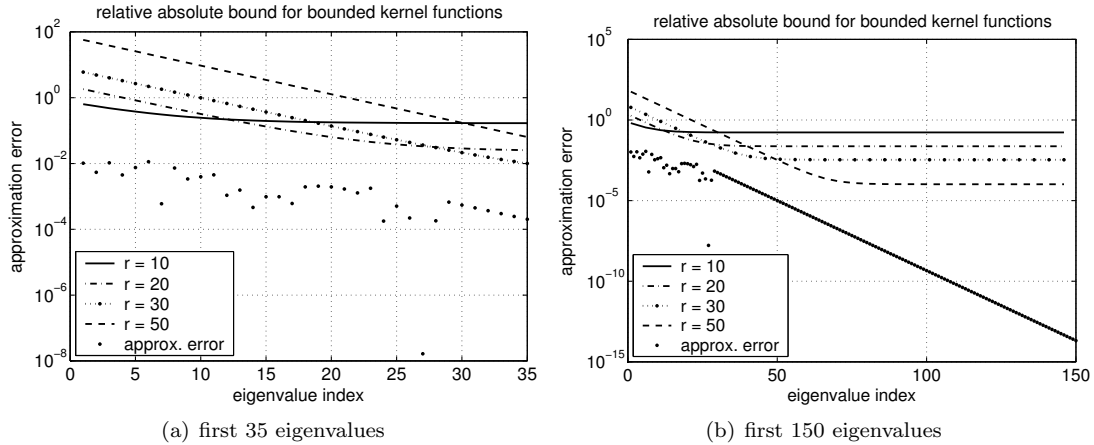 relative absolute bound for bounded kernel functions
10^2
10^0
10^-2
10^-4
10^-6
10^-8
approximation error
r = 10
r = 20
r = 30
r = 50
approx. error
0 5 10 15 20 25 30 35
eigenvalue index
(a) first 35 eigenvalues
relative absolute bound for bounded kernel functions
10^5
10^0
10^-5
10^-10
10^-15
approximation error
r = 10
r = 20
r = 30
r = 50
approx. error
0 50 100 150
eigenvalue index
(b) first 150 eigenvalues